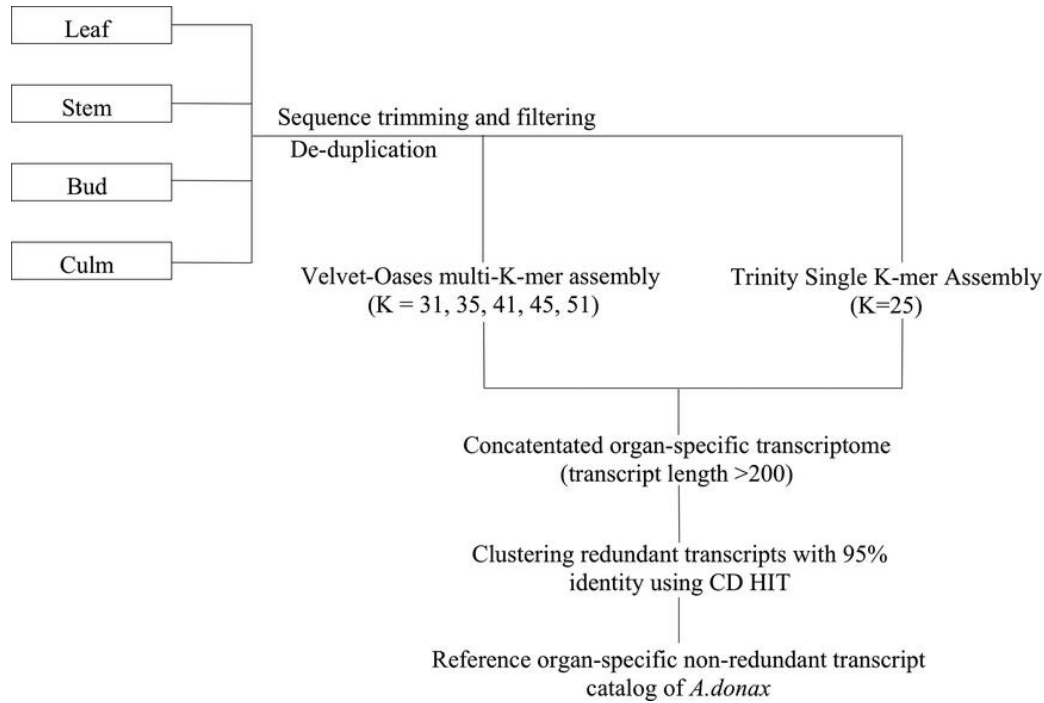 Leaf
Stem
Bud
Culm
Sequence trimming and filtering
De-duplication
Velvet-Oases multi-K-mer assembly
(K = 31, 35, 41, 45, 51)
Trinity Single K-mer Assembly
(K=25)
Concatentated organ-specific transcriptome
(transcript length >200)
Clustering redundant transcripts with 95%
identity using CD HIT
Reference organ-specific non-redundant transcript
catalog of A.donax